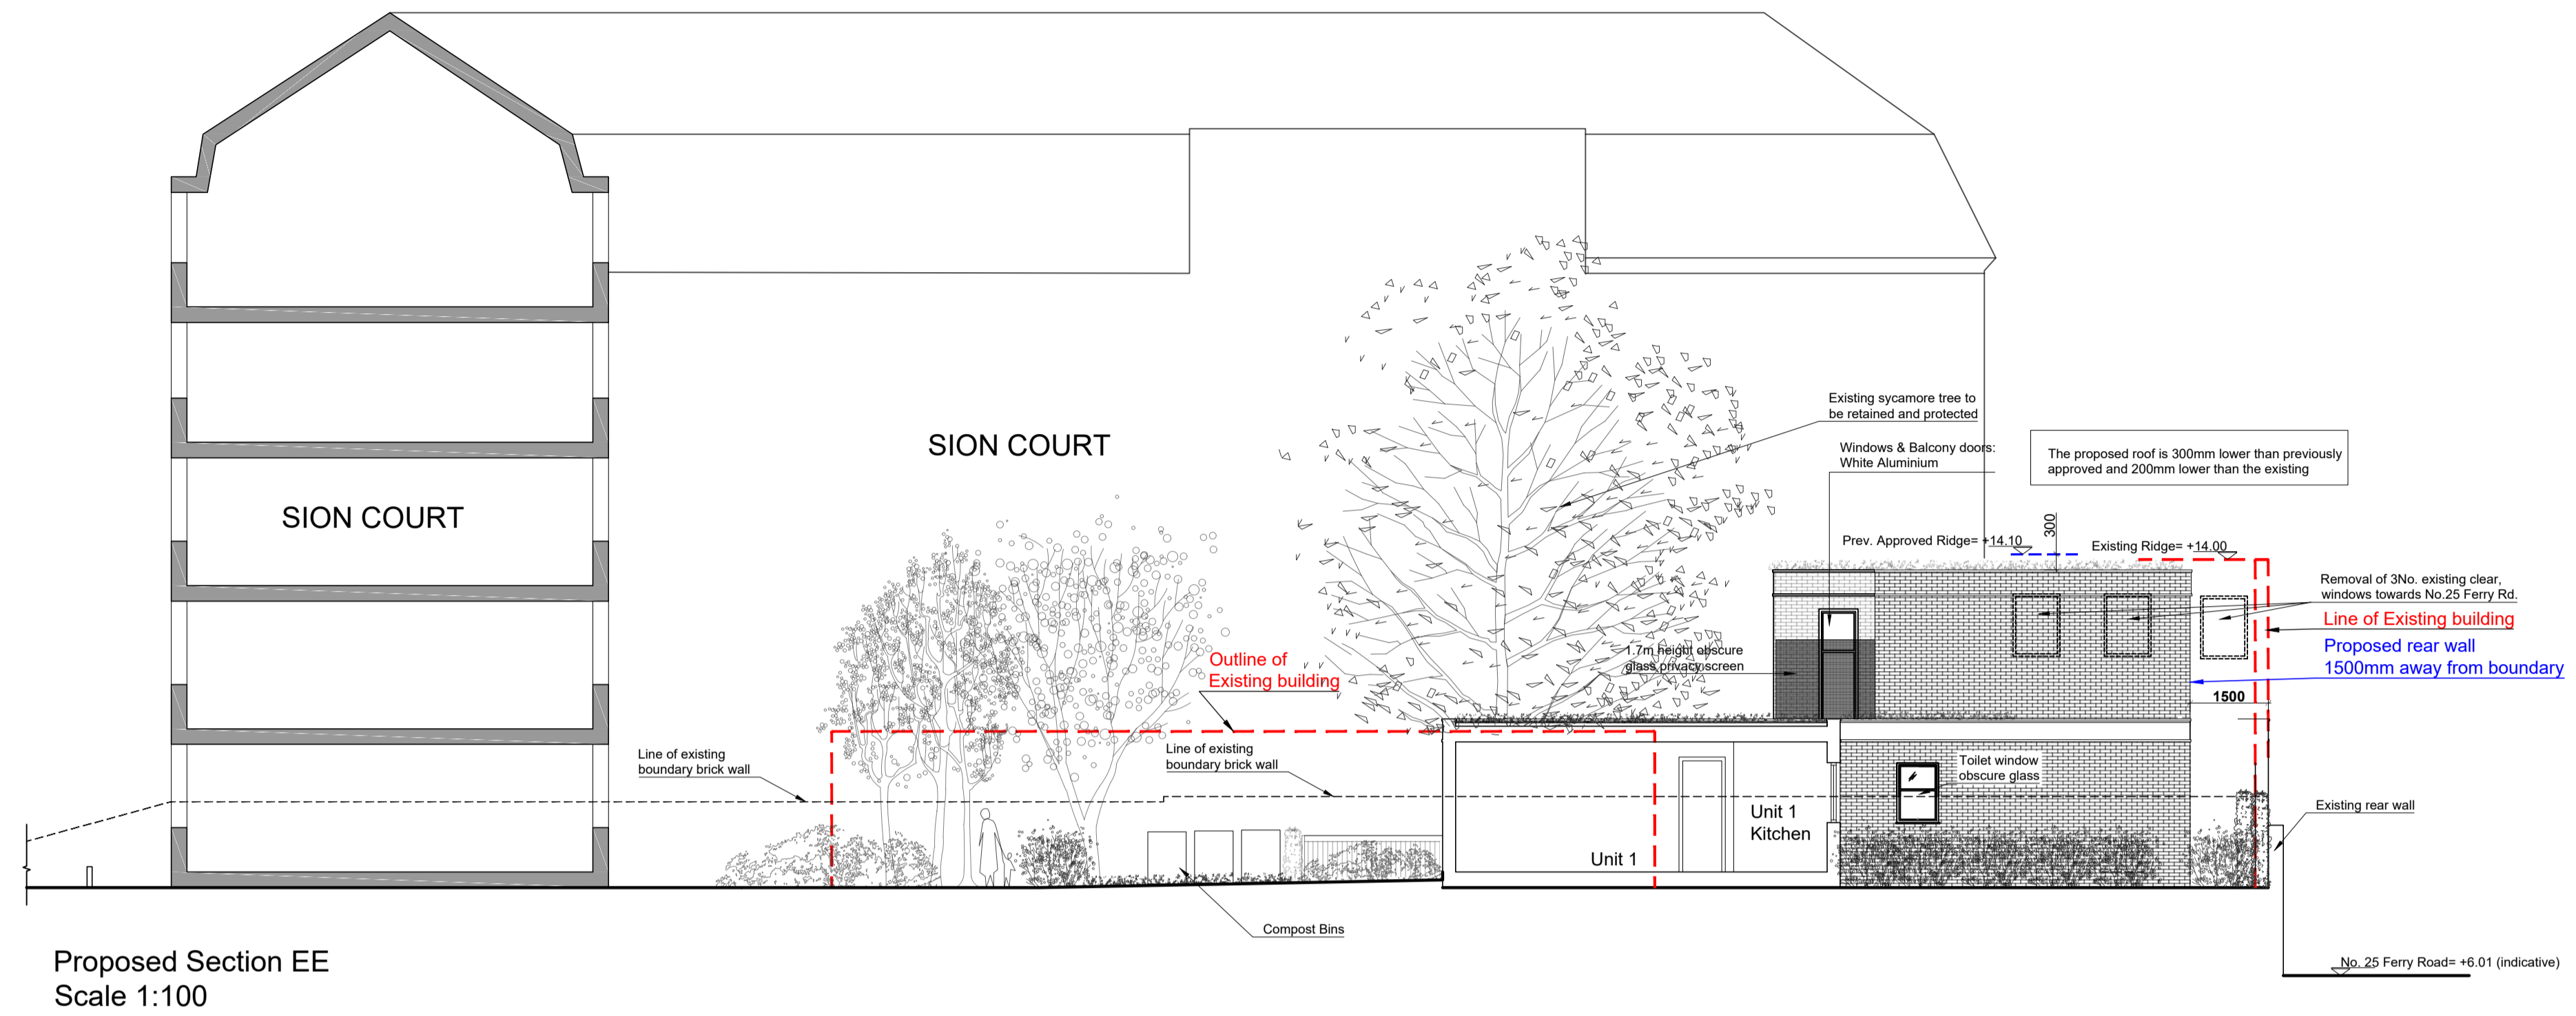 SION COURT
SION COURT
Existing sycamore tree to
be retained and protected
Windows & Balcony doors:
White Aluminium
The proposed roof is 300mm lower than previously
approved and 200mm lower than the existing
300
Prev. Approved Ridge= +14.10
Existing Ridge= +14.00
Removal of 3No. existing clear,
windows towards No.25 Ferry Rd.
Line of Existing building
Proposed rear wall
1500mm away from boundary
1500
1.7m height obscure
glass privacy screen
Outline of
Existing building
Line of existing
boundary brick wall
Line of existing
boundary brick wall
Toilet window
obscure glass
Unit 1
Kitchen
Unit 1
Existing rear wall
Compost Bins
No. 25 Ferry Road= +6.01 (indicative)
Proposed Section EE
Scale 1:100